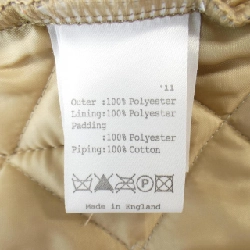 '11
Outer :100% Polyester
Lining:100% Polyester
Padding
:100% Polyester
Piping:100% Cotton.
P
Made in England